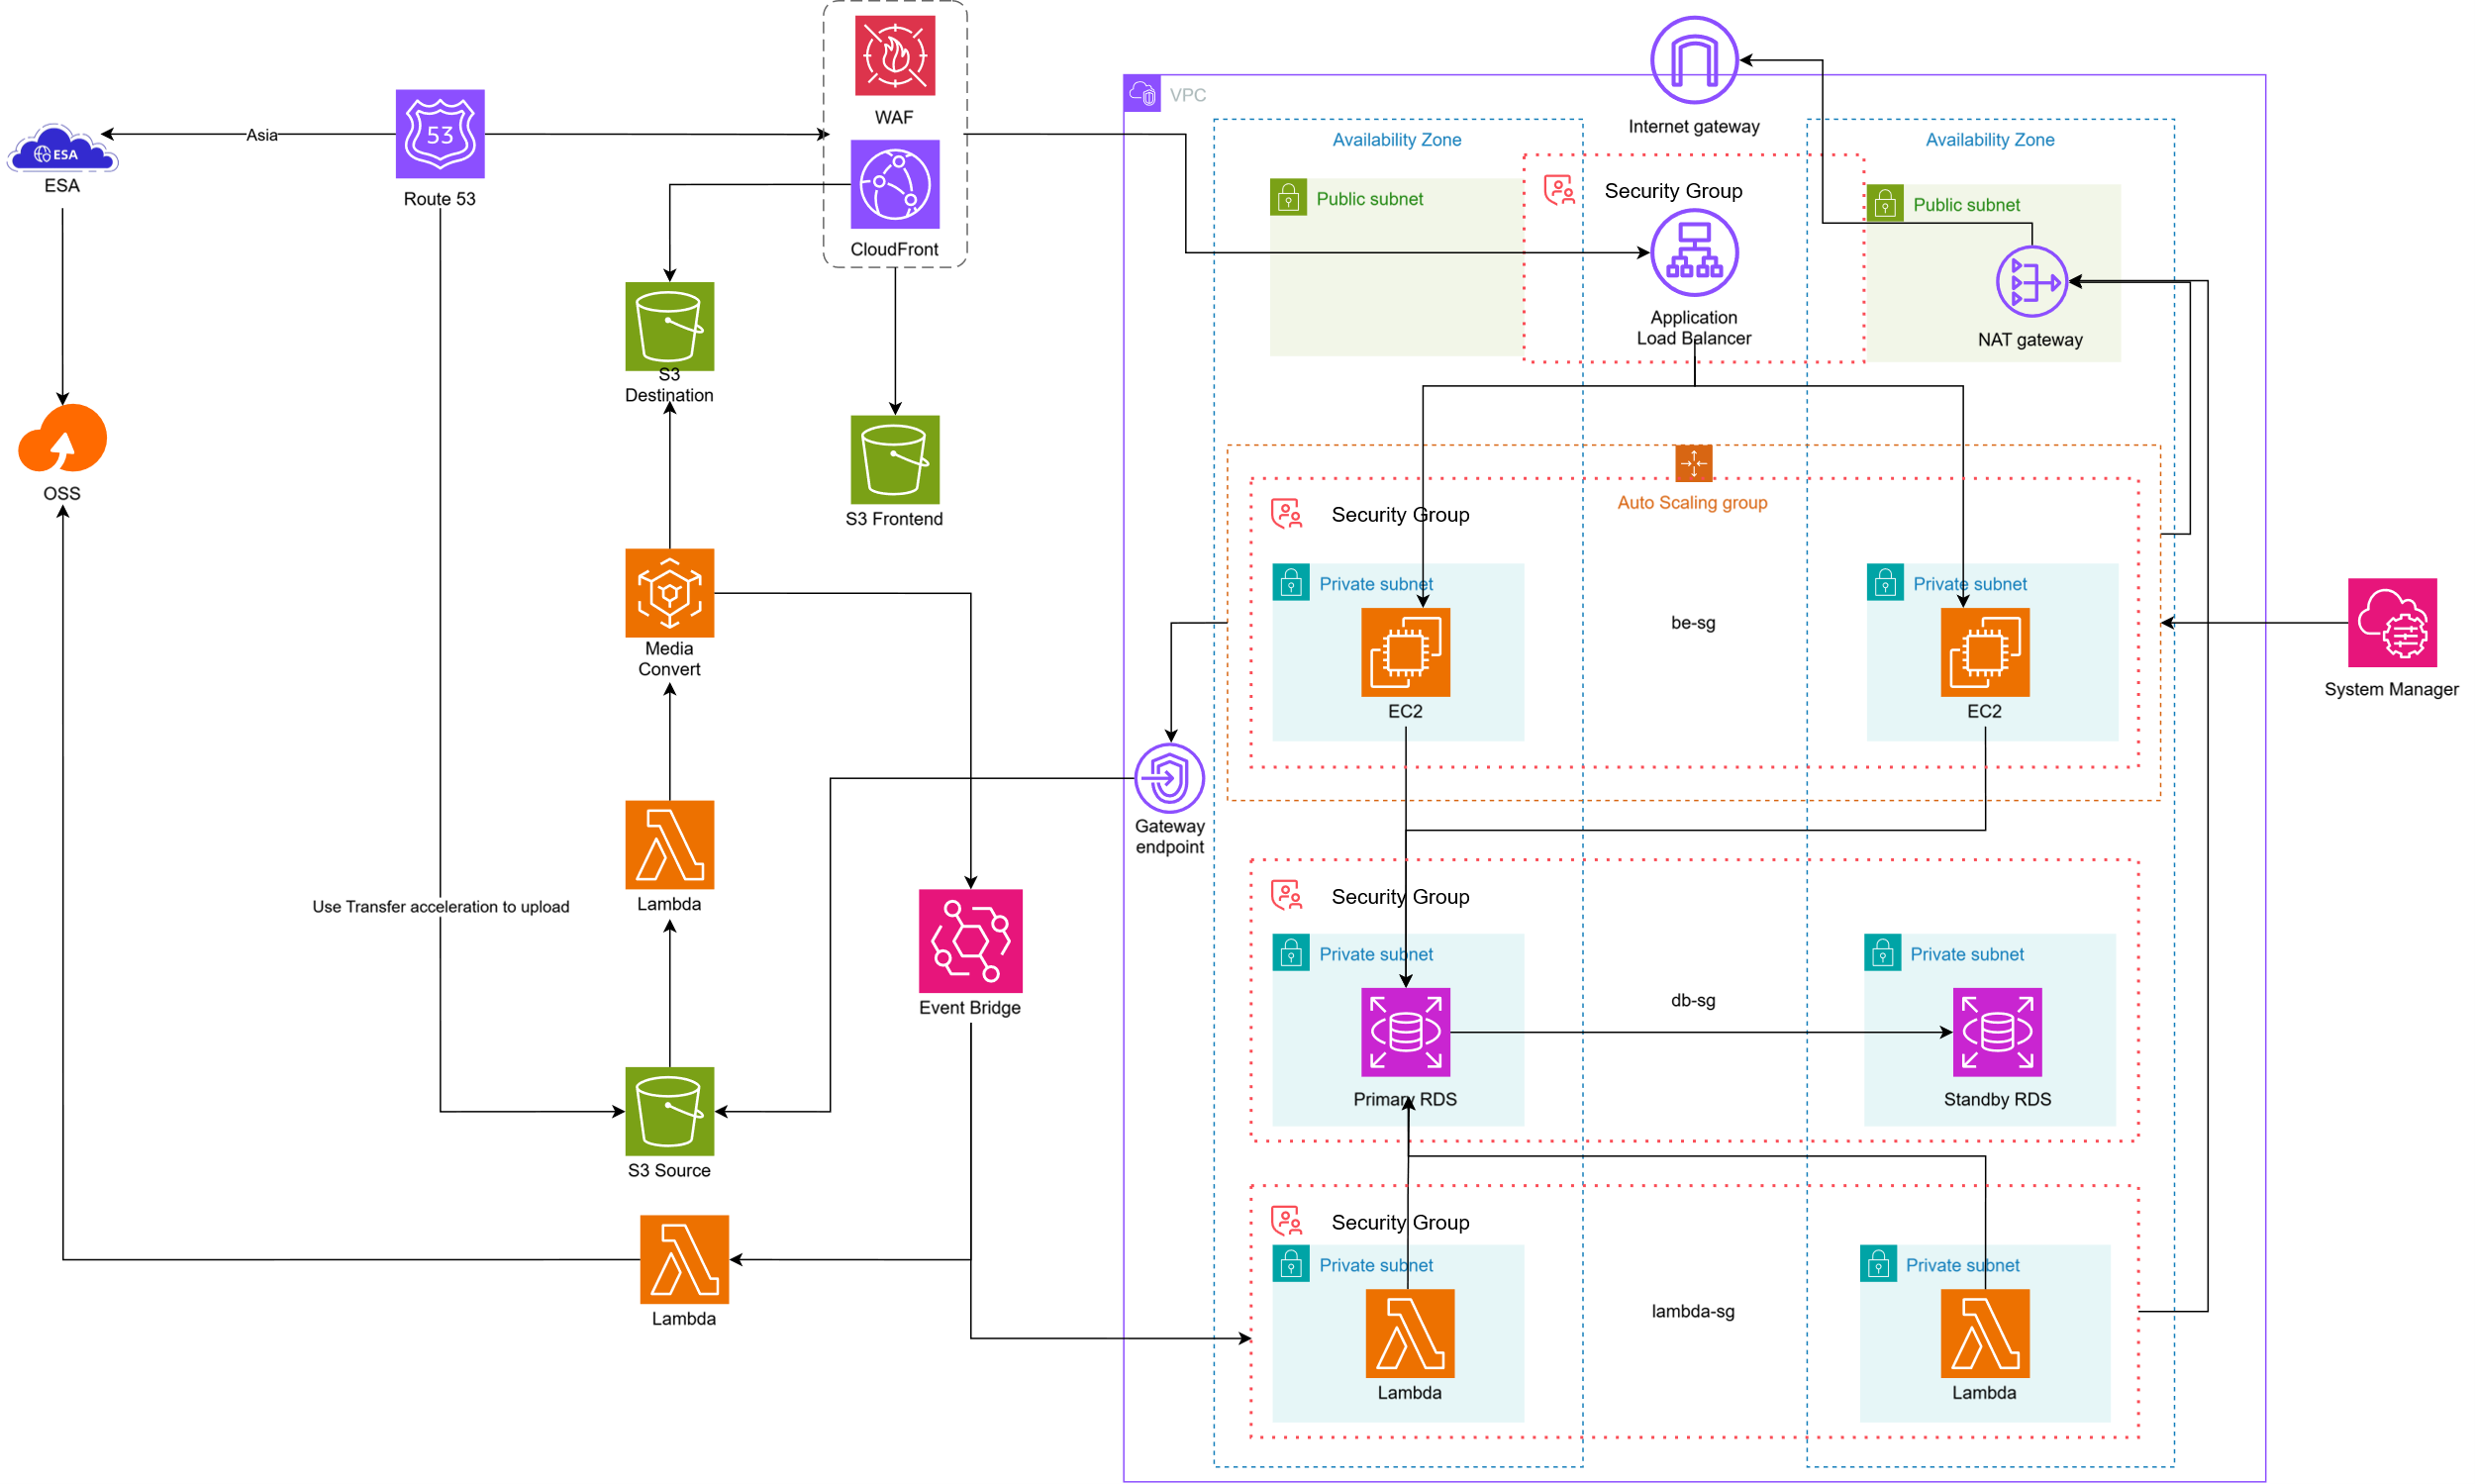 WAF
VPC
Internet gateway
Availability Zone
Availability Zone
Asia
53
ESA
ESA
Route 53
Public subnet
Security Group
Public subnet
CloudFront
Application
Load Balancer
NAT gateway
S3
Destination
OSS
S3 Frontend
Security Group
Auto Scaling group
Private subnet
Private subnet
be-sg
Media
Convert
EC2
EC2
System Manager
Gateway
endpoint
Lambda
Use Transfer acceleration to upload
Security Group
Private subnet
Private subnet
db-sg
Event Bridge
Primary RDS
Standby RDS
S3 Source
Security Group
Private subnet
Private subnet
lambda-sg
Lambda
Lambda
Lambda